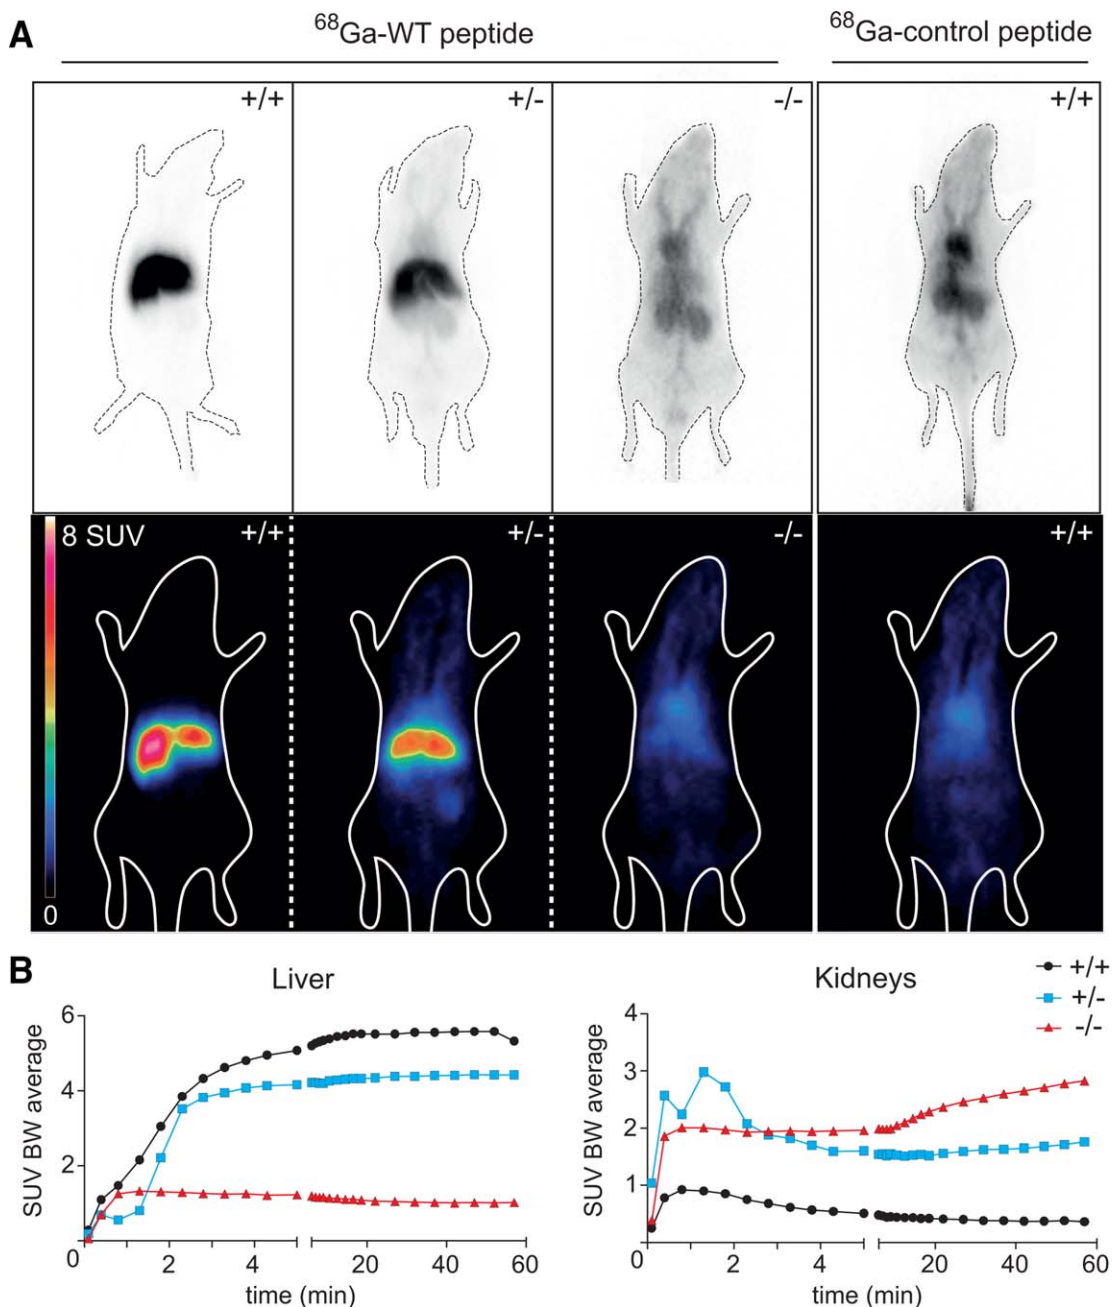 A
⁶⁸Ga-WT peptide
⁶⁸Ga-control peptide
+/+
+/-
-/-
+/+
8 SUV
+/+
+/-
-/-
+/+
0
B
Liver
Kidneys
+/+
+/-
-/-
SUV BW average
6
4
2
0
2
4
20
40
60
time (min)
SUV BW average
4
3
2
1
0
2
4
20
40
60
time (min)